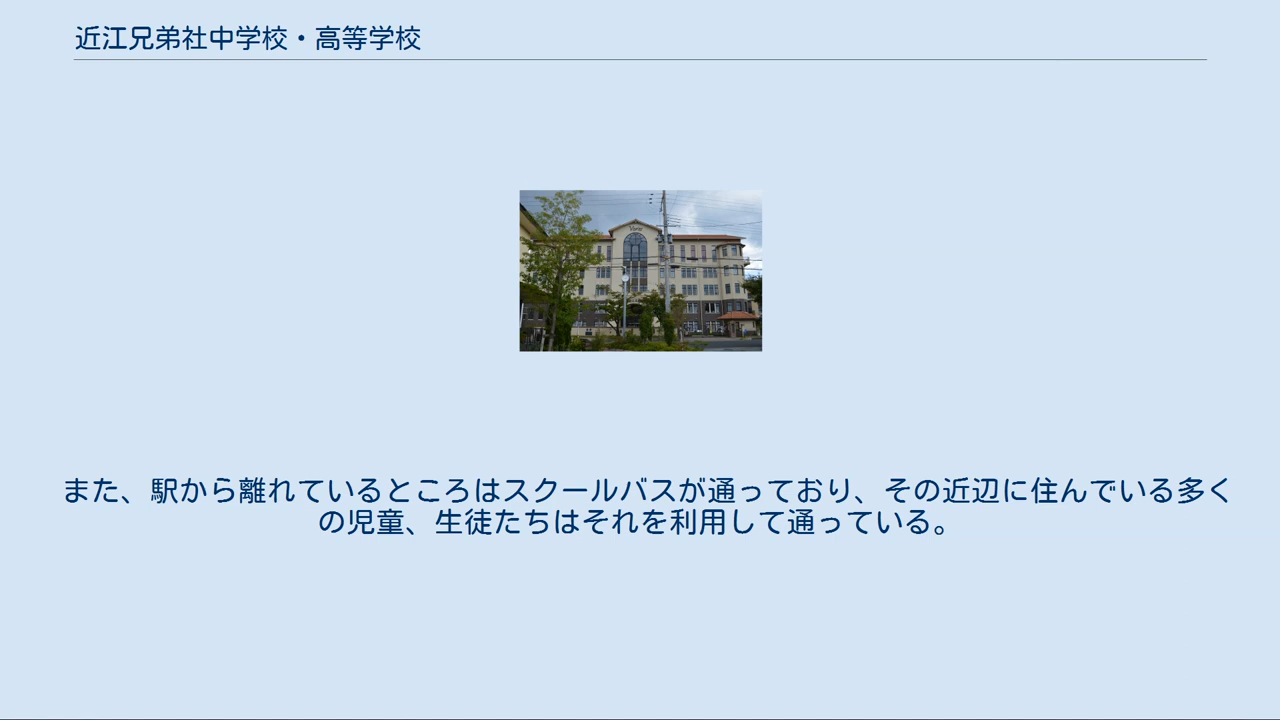 近江兄弟社中学校・高等学校
また、駅から離れているところはスクールバスが通っており、その近辺に住んでいる多く
の児童、生徒たちはそれを利用して通っている。